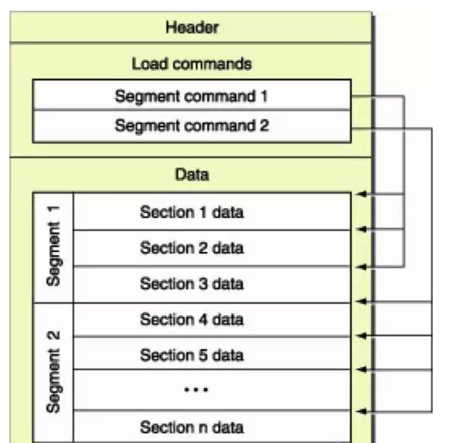 Header
Load commands
Segment command 1
Segment command 2
Data
Segment 1
Section 1 data
Section 2 data
Section 3 data
Segment 2
Section 4 data
Section 5 data
...
Section n data